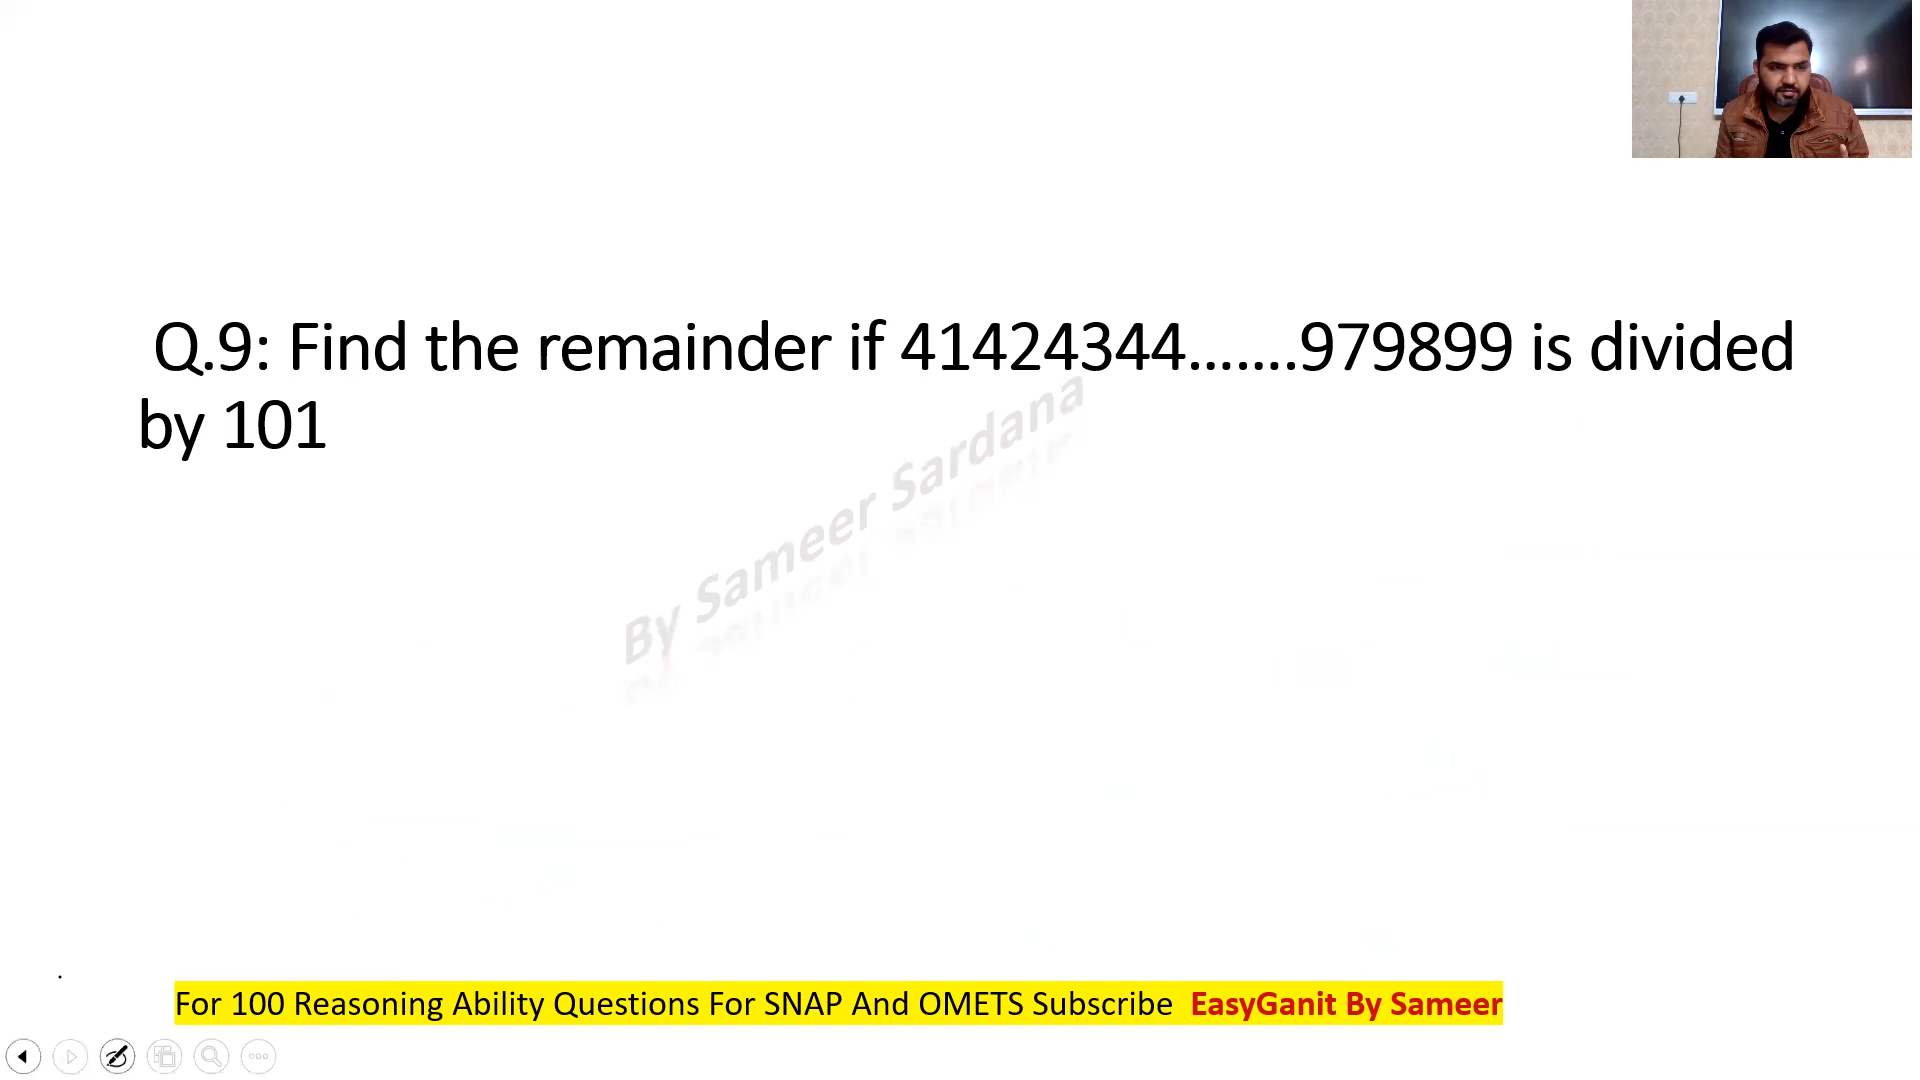 Q.9: Find the remainder if 41424344.......979899 is divided
by 101
By Sameer Sardana
For 100 Reasoning Ability Questions For SNAP And OMETS Subscribe EasyGanit By Sameer